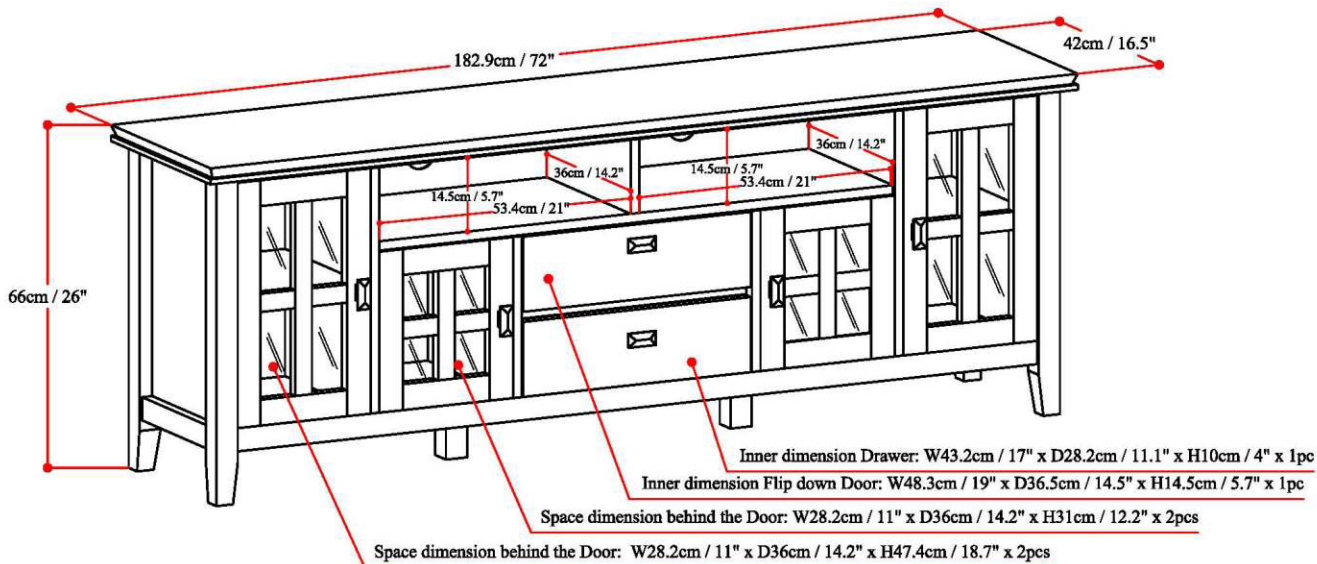 182.9cm / 72"
42cm / 16.5"
36cm / 14.2"
14.5cm / 5.7"
53.4cm / 21"
36cm / 14.2"
14.5cm / 5.7"
53.4cm / 21"
66cm / 26"
Inner dimension Drawer: W43.2cm / 17" x D28.2cm / 11.1" x H10cm / 4" x 1pc
Inner dimension Flip down Door: W48.3cm / 19" x D36.5cm / 14.5" x H14.5cm / 5.7" x 1pc
Space dimension behind the Door: W28.2cm / 11" x D36cm / 14.2" x H31cm / 12.2" x 2pcs
Space dimension behind the Door: W28.2cm / 11" x D36cm / 14.2" x H47.4cm / 18.7" x 2pcs